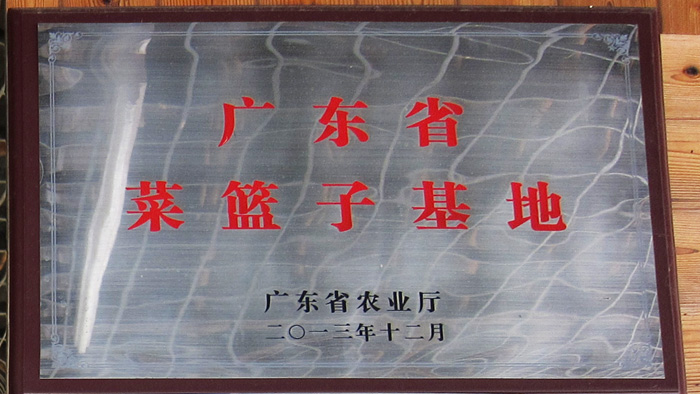 广东省
菜篮子基地
广东省农业厅
二〇一三年十二月